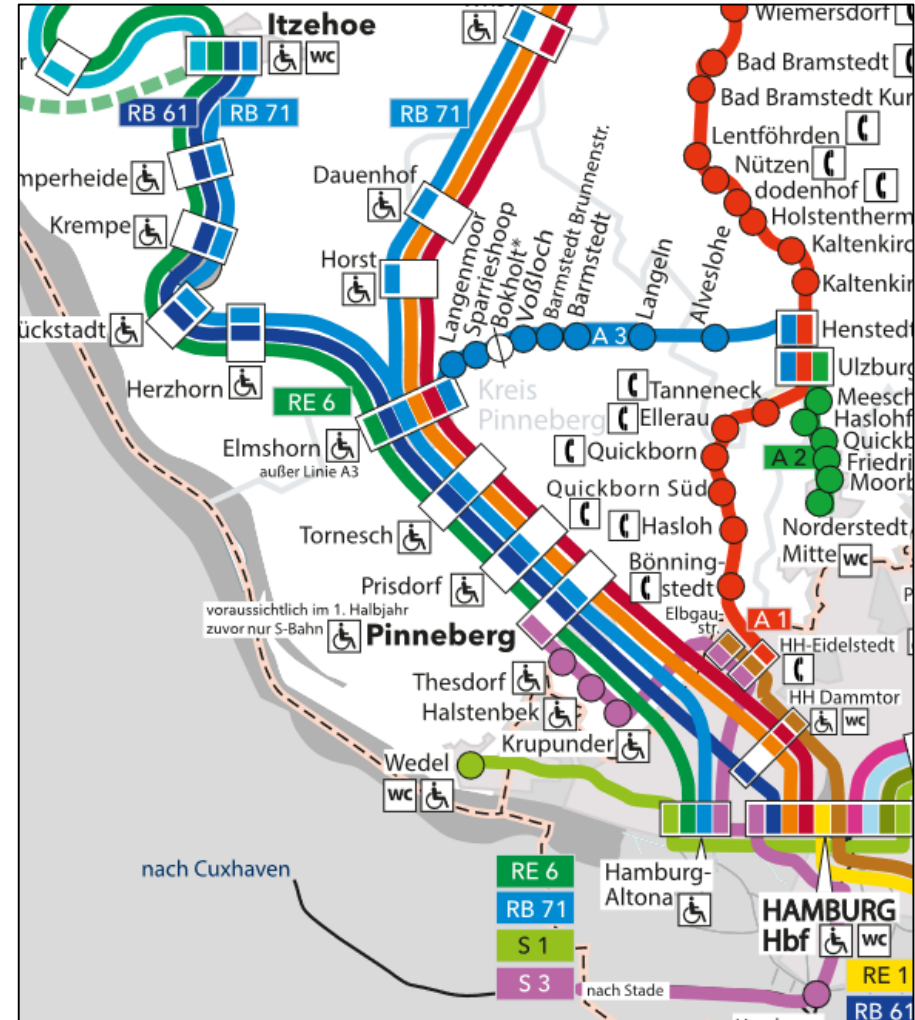 Itzehoe
wc
RB 61
RB 71
RB 71
mperheide
Krempe
ückstadt
Herzhorn
RE 6
Dauenhof
Horst
Langenmoor
Sparrieshoop
Bokholt*
Voßloch
Barmstedt Brunnenstr.
Barmstedt
Langeln
Alveslohe
A 3
Wiemersdorf
Bad Bramstedt
Bad Bramstedt Kur
Lentföhrden
Nützen
dodenhof
Holstentherm
Kaltenkirc
Kaltenkir
Henstedt
Ulzburg
Kreis
Pinneberg
Tanneneck
Ellerau
Quickborn
Quickborn Süd
Hasloh
Bönning-
stedt
Meesch
Haslohf
Quickb
A 2
Friedri
Moorb
Norderstedt
Mitte
wc
Elmshorn
außer Linie A3
Tornesch
Prisdorf
voraussichtlich im 1. Halbjahr
zuvor nur S-Bahn
Pinneberg
Elbgau-
str.
A 1
HH-Eidelstedt
Thesdorf
Halstenbek
Krupunder
HH Dammtor
wc
Wedel
wc
nach Cuxhaven
RE 6
RB 71
S 1
S 3
nach Stade
Hamburg-
Altona
HAMBURG
Hbf
wc
RE 1
RB 61